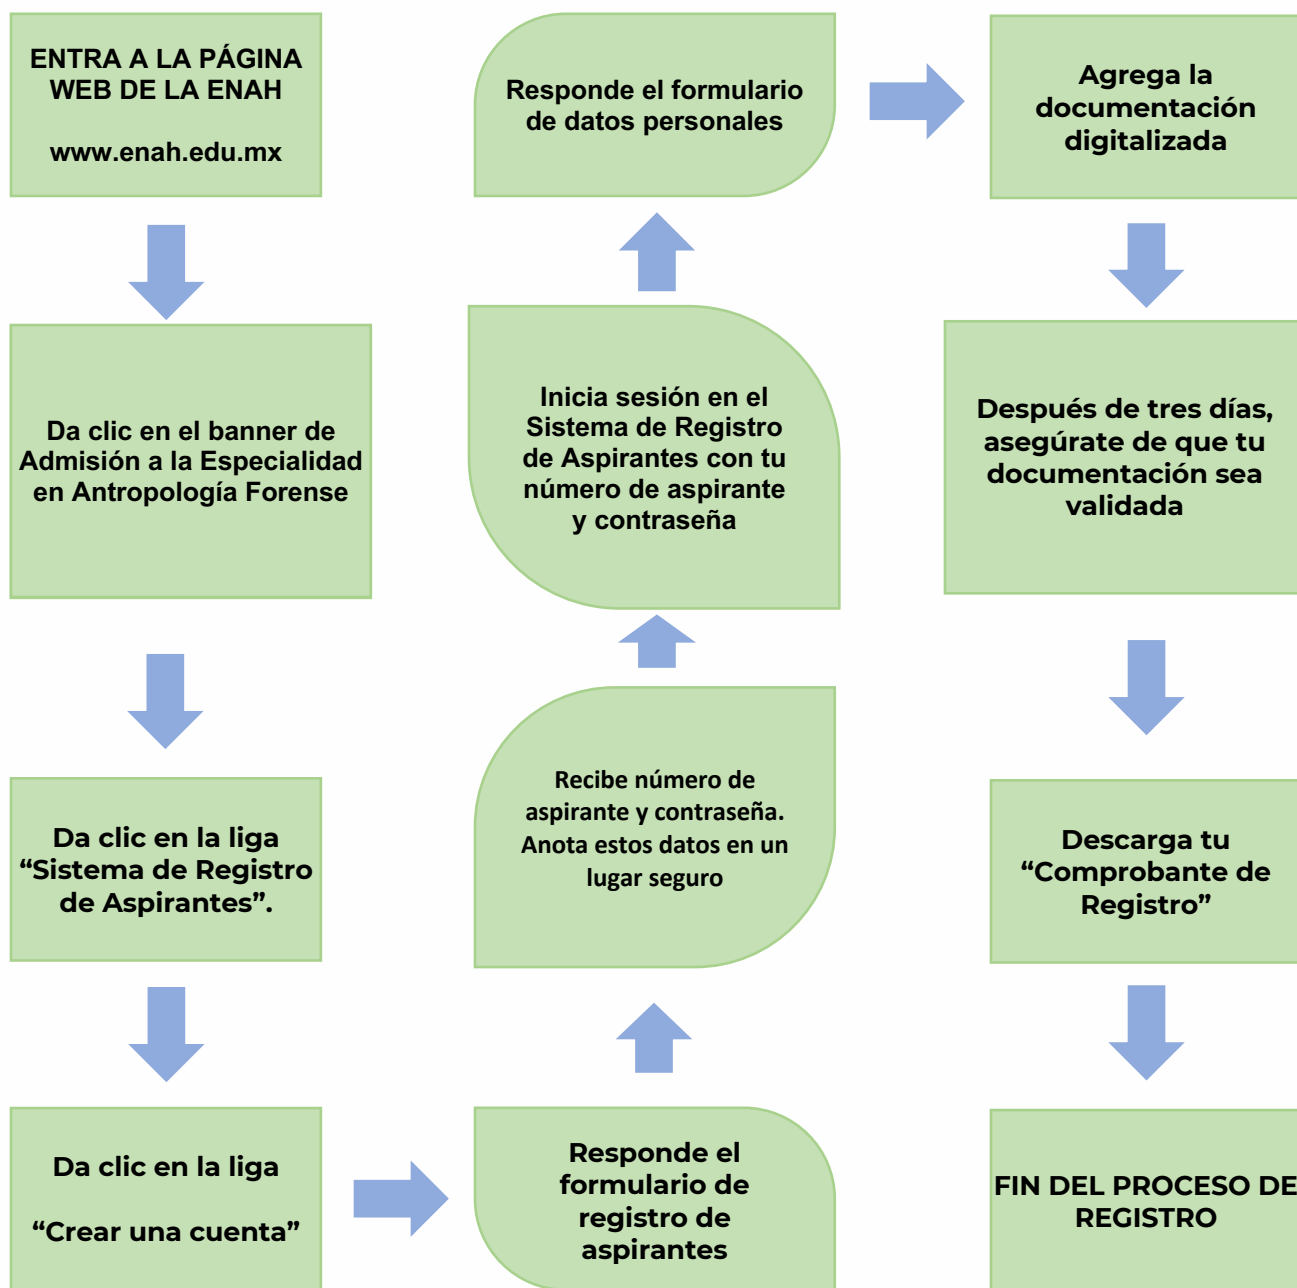 ENTRA A LA PÁGINA
WEB DE LA ENAH
www.enah.edu.mx
Da clic en el banner de
Admisión a la Especialidad
en Antropología Forense
Da clic en la liga
“Sistema de Registro
de Aspirantes”.
Da clic en la liga
“Crear una cuenta”
Responde el
formulario de
registro de
aspirantes
Recibe número de
aspirante y contraseña.
Anota estos datos en un
lugar seguro
Inicia sesión en el
Sistema de Registro
de Aspirantes con tu
número de aspirante
y contraseña
Responde el formulario
de datos personales
Agrega la
documentación
digitalizada
Después de tres días,
asegúrate de que tu
documentación sea
validada
Descarga tu
“Comprobante de
Registro”
FIN DEL PROCESO DE
REGISTRO